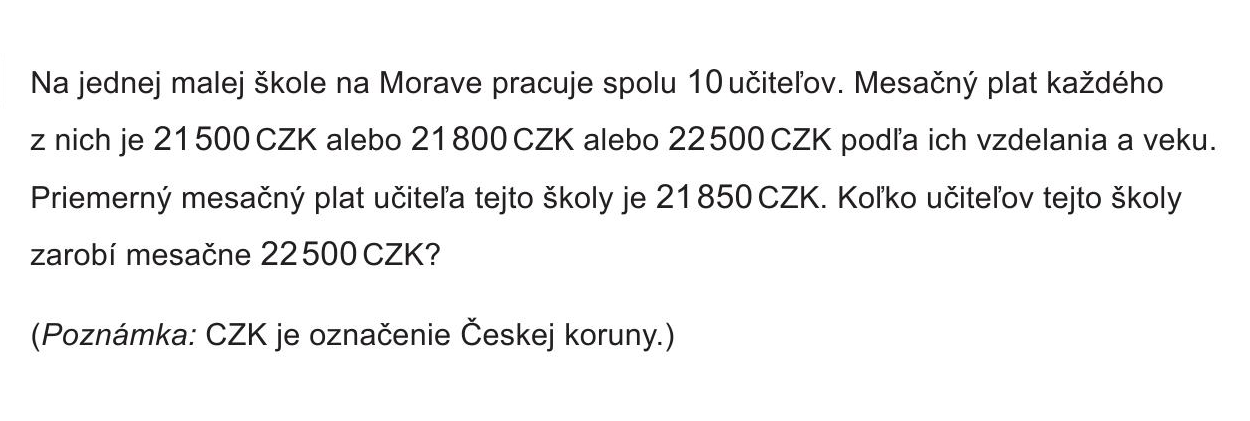 Na jednej malej škole na Morave pracuje spolu 10 učiteľov. Mesačný plat každého
z nich je 21 500 CZK alebo 21 800 CZK alebo 22 500 CZK podľa ich vzdelania a veku.
Priemerný mesačný plat učiteľa tejto školy je 21 850 CZK. Koľko učiteľov tejto školy
zarobí mesačne 22 500 CZK?
(Poznámka: CZK je označenie Českej koruny.)